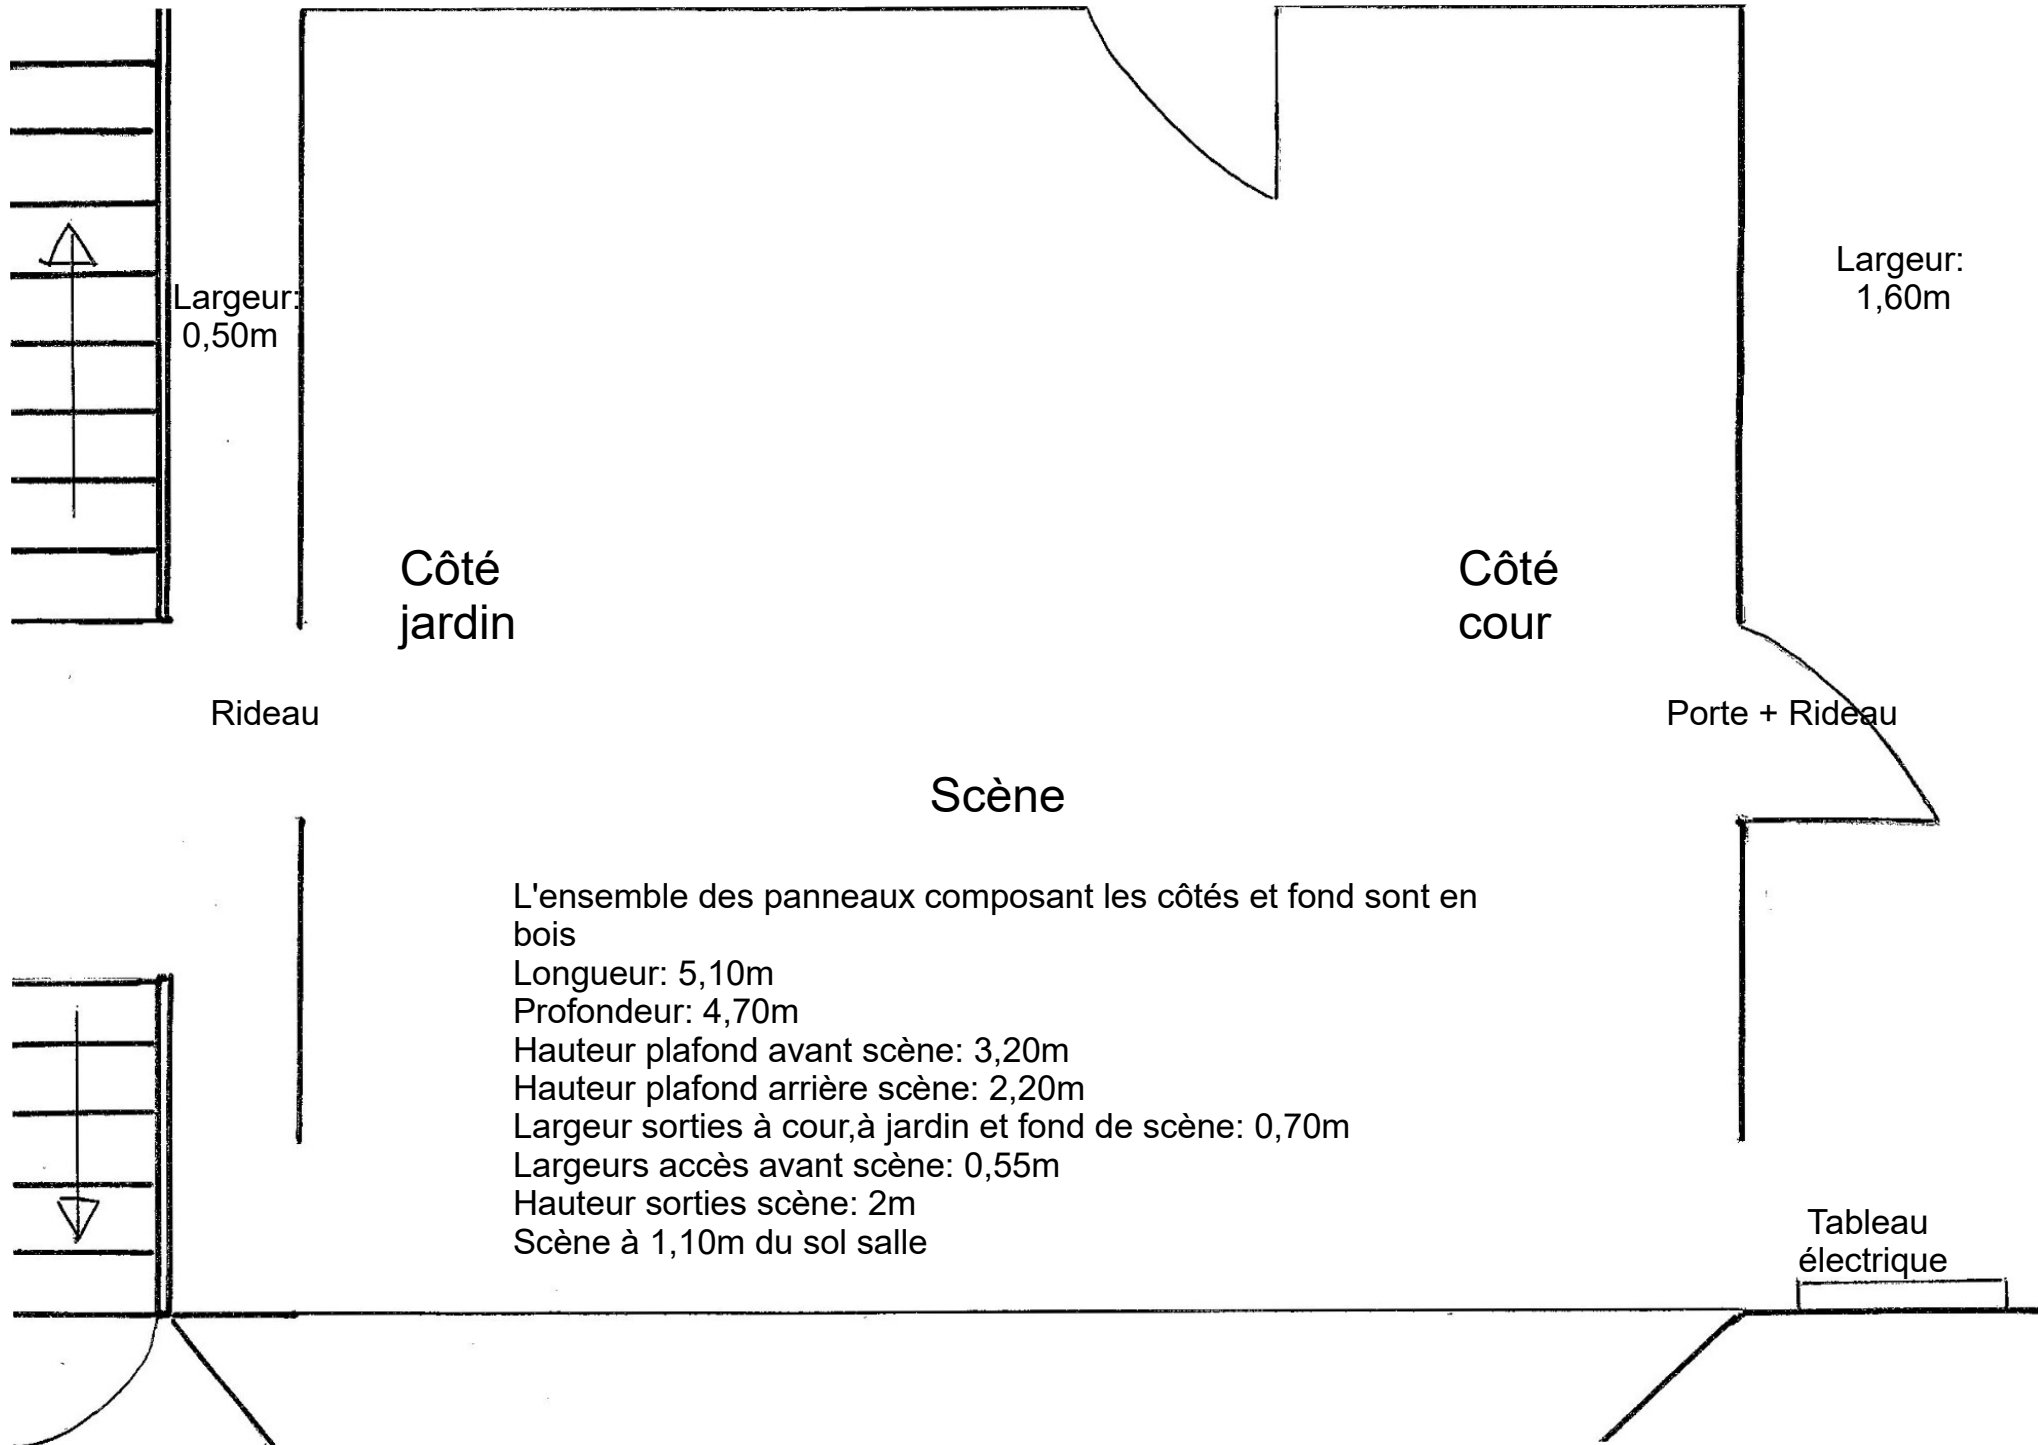 Largeur:
0,50m
Largeur:
1,60m
Côté
jardin
Côté
cour
Rideau
Porte + Rideau
Scène
L'ensemble des panneaux composant les côtés et fond sont en
bois
Longueur: 5,10m
Profondeur: 4,70m
Hauteur plafond avant scène: 3,20m
Hauteur plafond arrière scène: 2,20m
Largeur sorties à cour,à jardin et fond de scène: 0,70m
Largeurs accès avant scène: 0,55m
Hauteur sorties scène: 2m
Scène à 1,10m du sol salle
Tableau
électrique